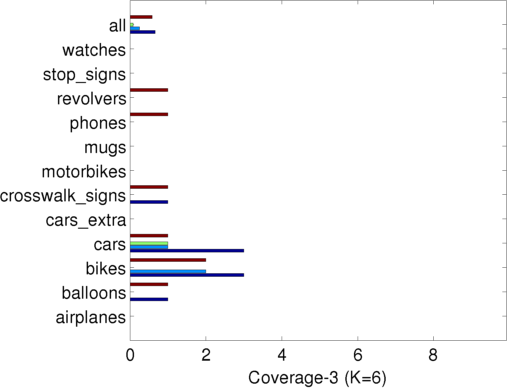 all
watches
stop_signs
revolvers
phones
mugs
motorbikes
crosswalk_signs
cars_extra
cars
bikes
balloons
airplanes
0 2 4 6 8
Coverage-3 (K=6)